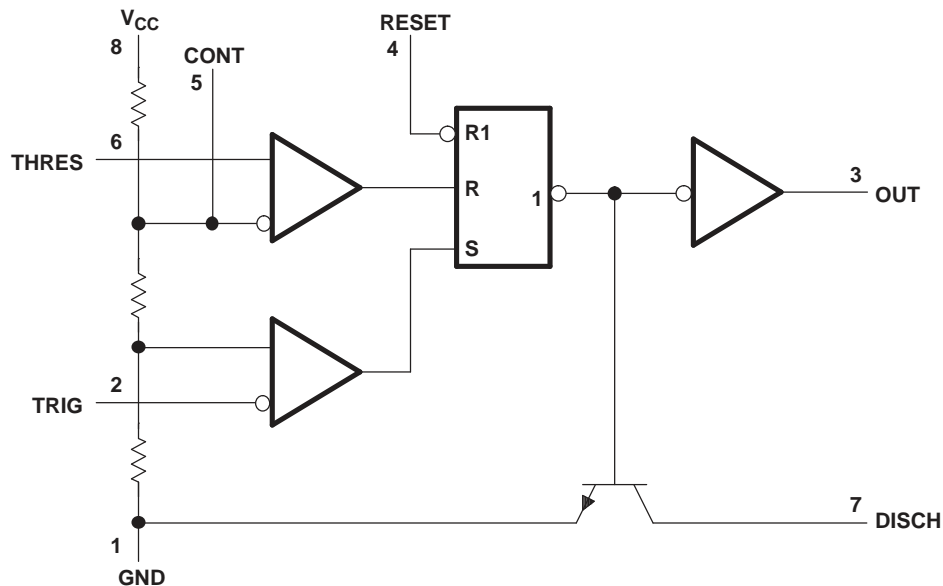 VCC
8
CONT
5
RESET
4
6
THRES
R1
R
S
1
3
OUT
2
TRIG
7
DISCH
1
GND